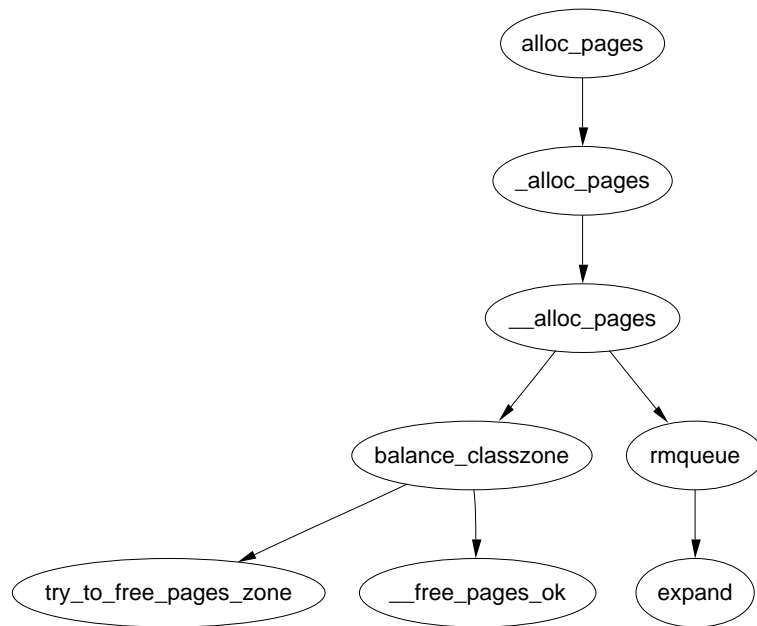 alloc_pages
_alloc_pages
__alloc_pages
balance_classzone
rmqueue
try_to_free_pages_zone
__free_pages_ok
expand